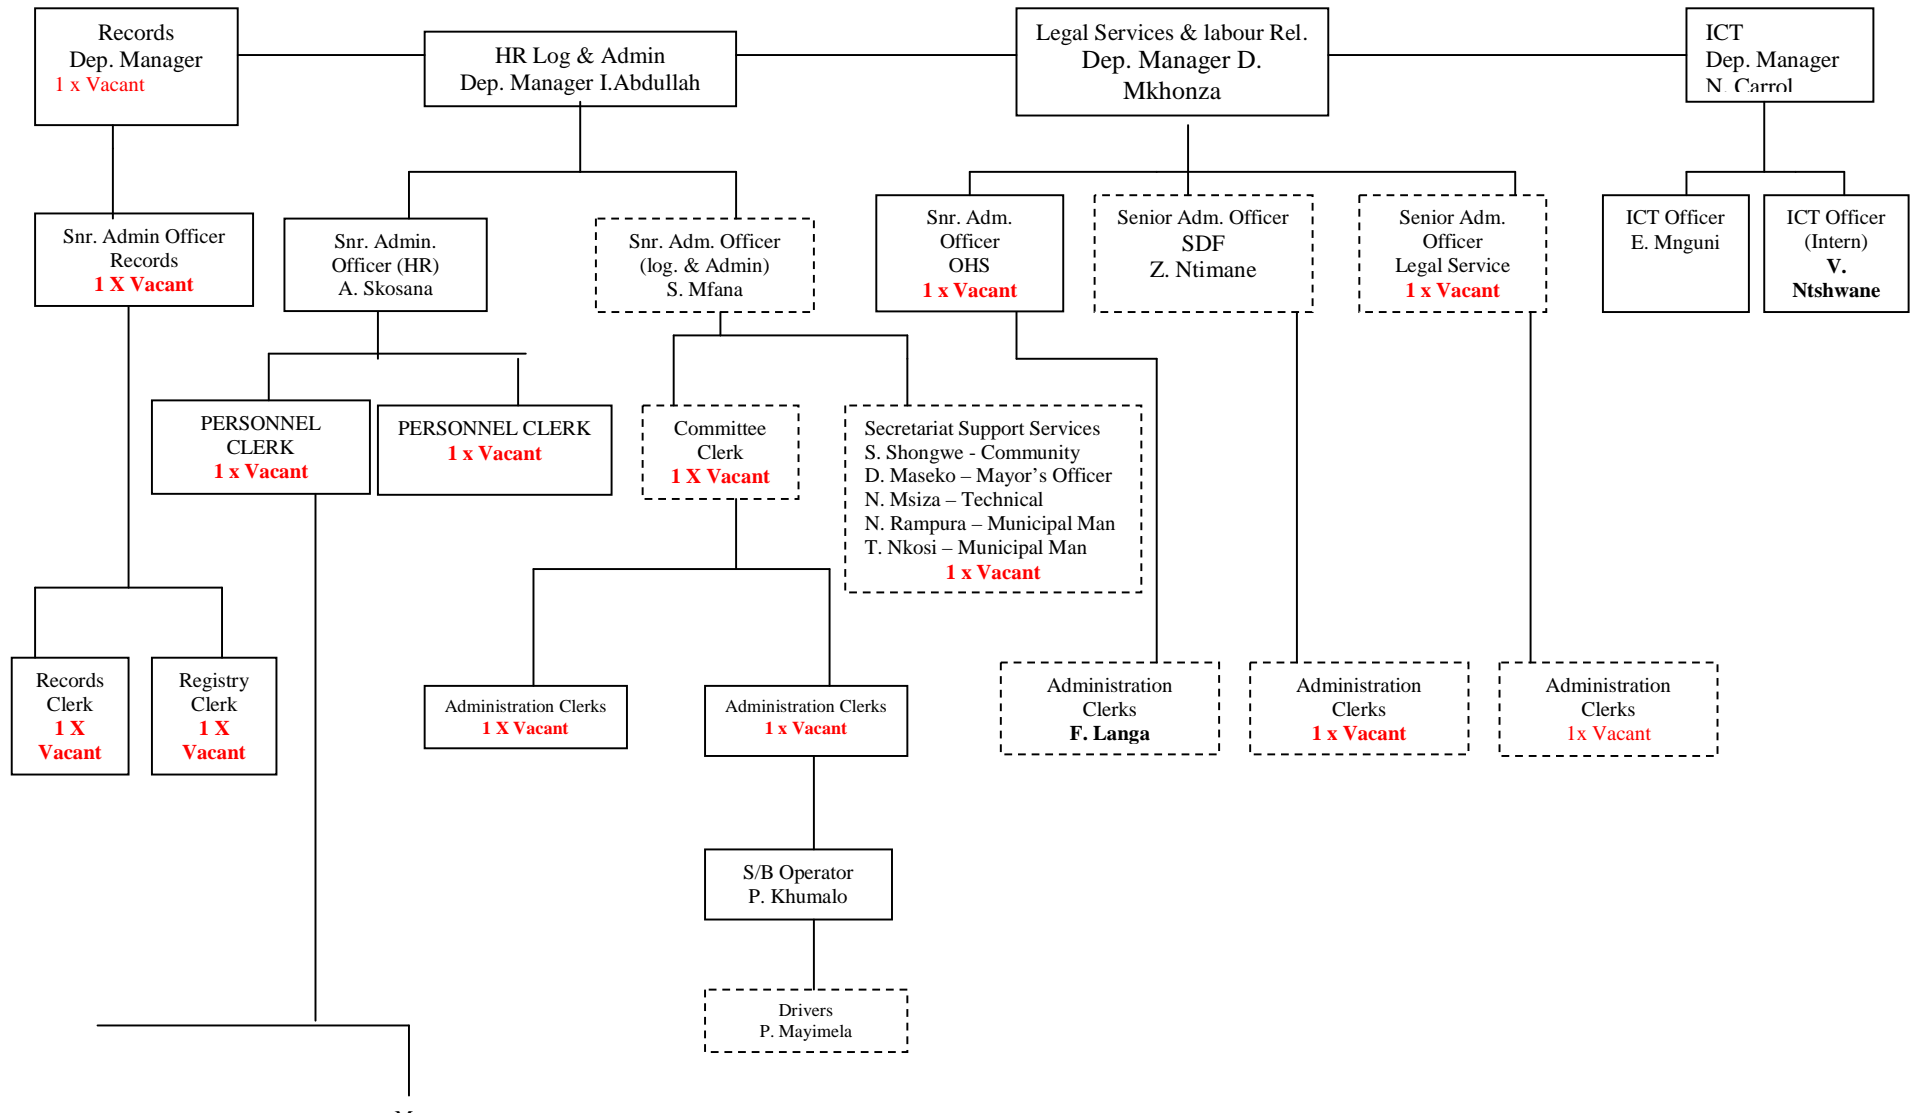 Records
Dep. Manager
1 x Vacant
HR Log & Admin
Dep. Manager I.Abdullah
Legal Services & labour Rel.
Dep. Manager D.
Mkhonza
ICT
Dep. Manager
N. Carrol
Snr. Admin Officer
Records
1 X Vacant
Snr. Admin.
Officer (HR)
A. Skosana
Snr. Adm. Officer
(log. & Admin)
S. Mfana
Snr. Adm.
Officer
OHS
1 x Vacant
Senior Adm. Officer
SDF
Z. Ntimane
Senior Adm.
Officer
Legal Service
1 x Vacant
ICT Officer
E. Mnguni
ICT Officer
(Intern)
V.
Ntshwane
PERSONNEL
CLERK
1 x Vacant
PERSONNEL CLERK
1 x Vacant
Committee
Clerk
1 X Vacant
Secretariat Support Services
S. Shongwe - Community
D. Maseko – Mayor’s Officer
N. Msiza – Technical
N. Rampura – Municipal Man
T. Nkosi – Municipal Man
1 x Vacant
Records
Clerk
1 X
Vacant
Registry
Clerk
1 X
Vacant
Administration Clerks
1 X Vacant
Administration Clerks
1 x Vacant
Administration
Clerks
F. Langa
Administration
Clerks
1 x Vacant
Administration
Clerks
1x Vacant
S/B Operator
P. Khumalo
Drivers
P. Mayimela